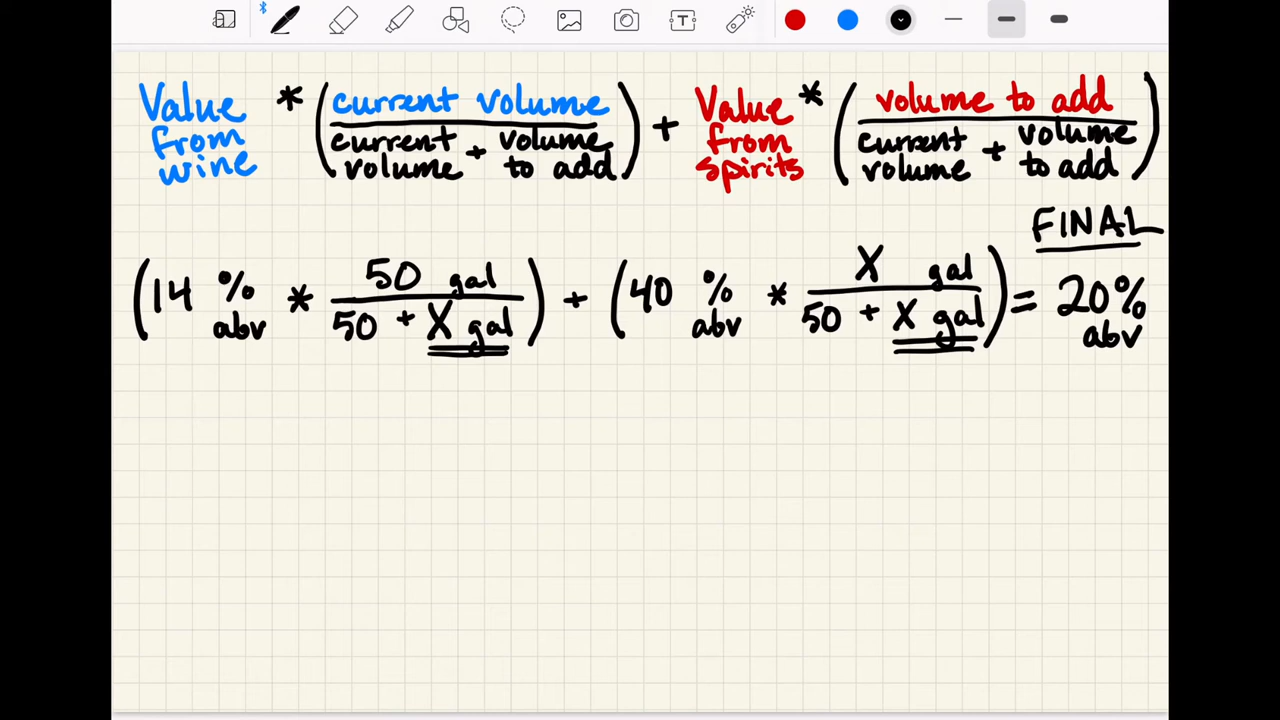 Value from wine * (current volume / current volume + volume to add) + Value from spirits * (volume to add / current volume + volume to add)
FINAL
(14 % abv * 50 gal / 50 + X gal) + (40 % abv * X gal / 50 + X gal) = 20% abv